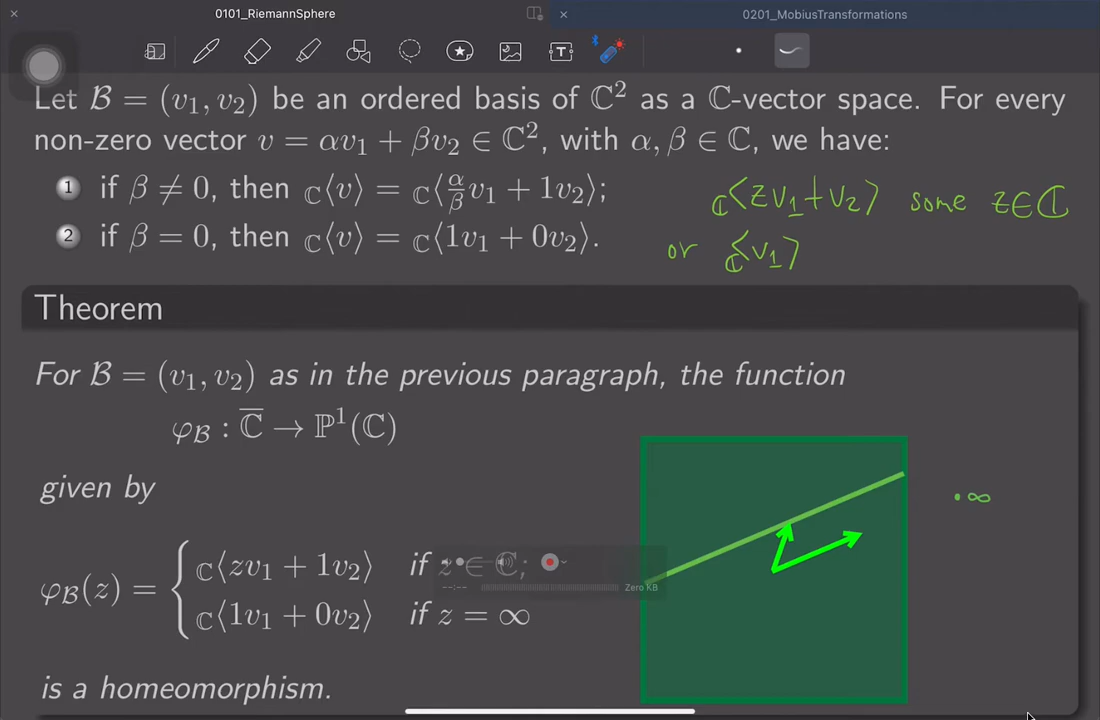 0101_RiemannSphere
0201_MobiusTransformations
Let ℬ = (v₁, v₂) be an ordered basis of ℂ² as a ℂ-vector space. For every
non-zero vector v = αv₁ + βv₂ ∈ ℂ², with α, β ∈ ℂ, we have:
1 if β ≠ 0, then ℂ⟨v⟩ = ℂ⟨α/β v₁ + 1v₂⟩;
ℂ⟨zv₁+v₂⟩ some z∈ℂ
2 if β = 0, then ℂ⟨v⟩ = ℂ⟨1v₁ + 0v₂⟩.
or ℂ⟨v₁⟩
Theorem
For ℬ = (v₁, v₂) as in the previous paragraph, the function
φ_ℬ : ℂ̅ → ℙ¹(ℂ)
given by
·∞
φ_ℬ(z) = { ℂ⟨zv₁ + 1v₂⟩ if z ∈ ℂ;
ℂ⟨1v₁ + 0v₂⟩ if z = ∞
--:--
Zero KB
is a homeomorphism.